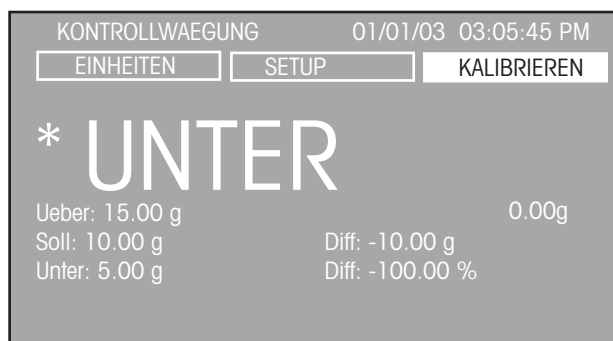 KONTROLLWAEGUNG 01/01/03 03:05:45 PM
EINHEITEN SETUP KALIBRIEREN
* UNTER
Ueber: 15.00 g 0.00g
Soll: 10.00 g Diff: -10.00 g
Unter: 5.00 g Diff: -100.00 %